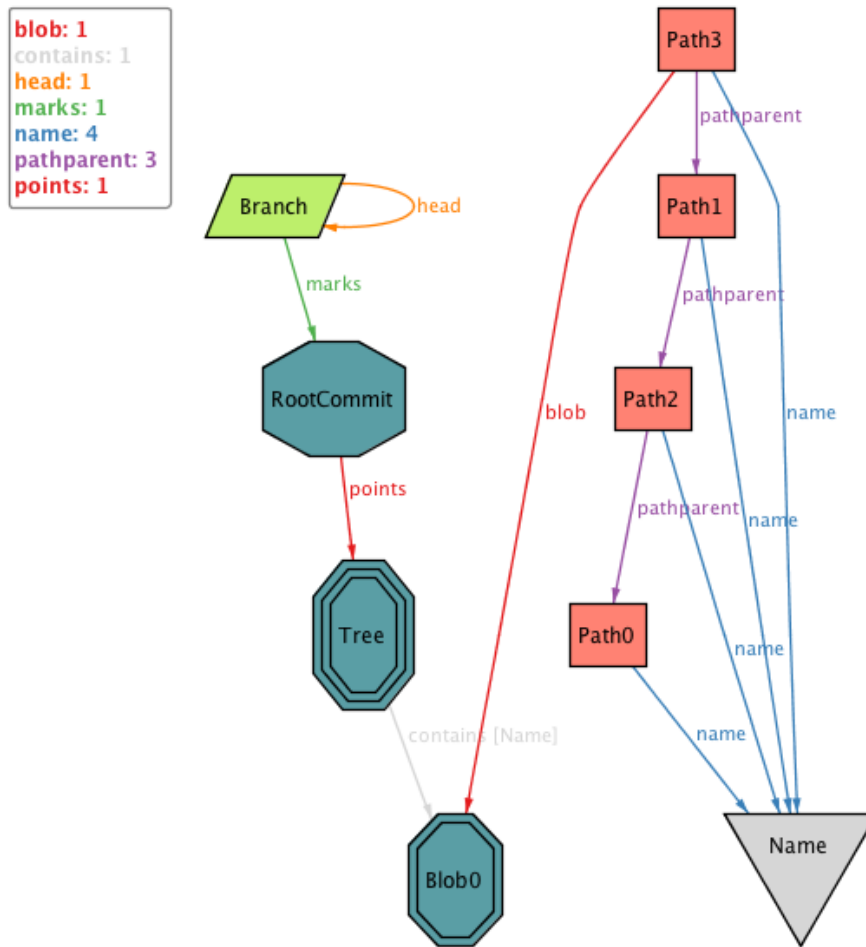 blob: 1
contains: 1
head: 1
marks: 1
name: 4
pathparent: 3
points: 1
Path3
pathparent
Branch
head
Path1
marks
pathparent
RootCommit
Path2
blob
name
points
pathparent
name
Tree
Path0
name
contains [Name]
name
Name
Blob0